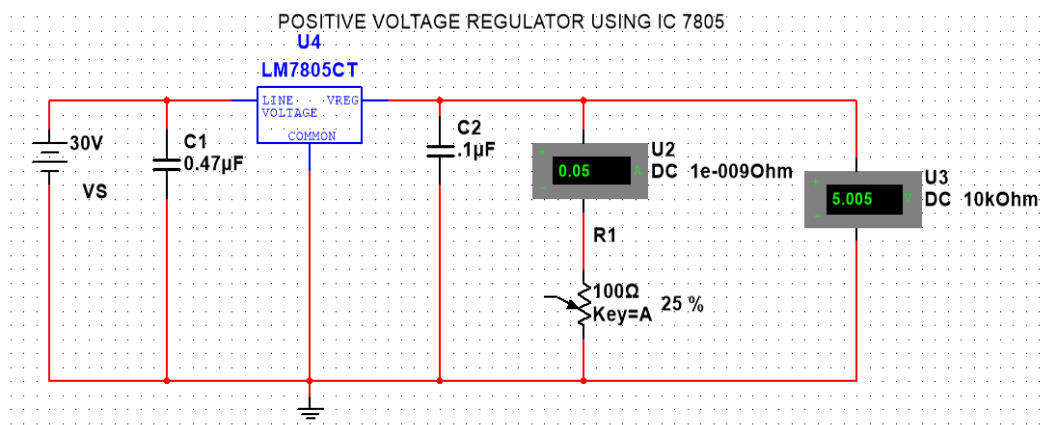 POSITIVE VOLTAGE REGULATOR USING IC 7805
U4
LM7805CT
LINE VREG
VOLTAGE
COMMON
30V
VS
C1
0.47µF
C2
.1µF
U2
+
0.05 A
-
DC 1e-009Ohm
U3
+
5.005 V
-
DC 10kOhm
R1
100Ω
Key=A
25 %